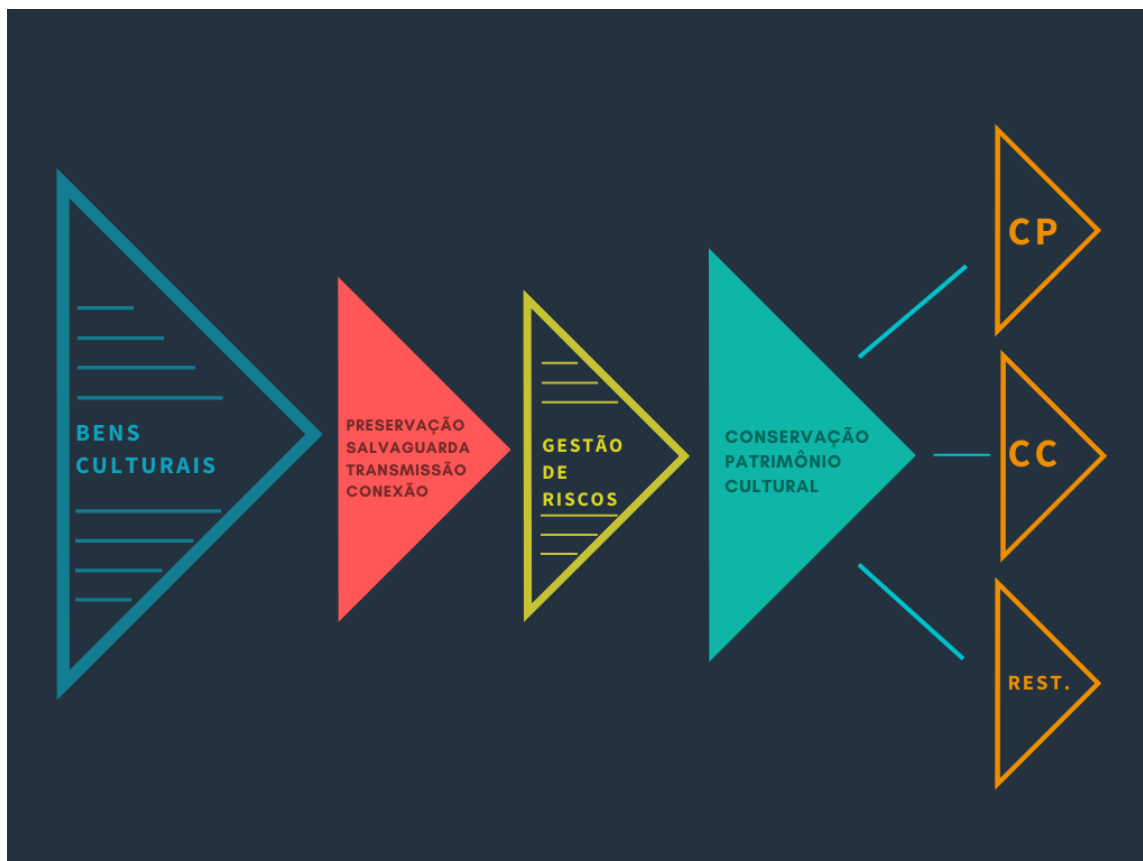 BENS
CULTURAIS
PRESERVAÇÃO
SALVAGUARDA
TRANSMISSÃO
CONEXÃO
GESTÃO
DE
RISCOS
CONSERVAÇÃO
PATRIMÔNIO
CULTURAL
CP
CC
REST.